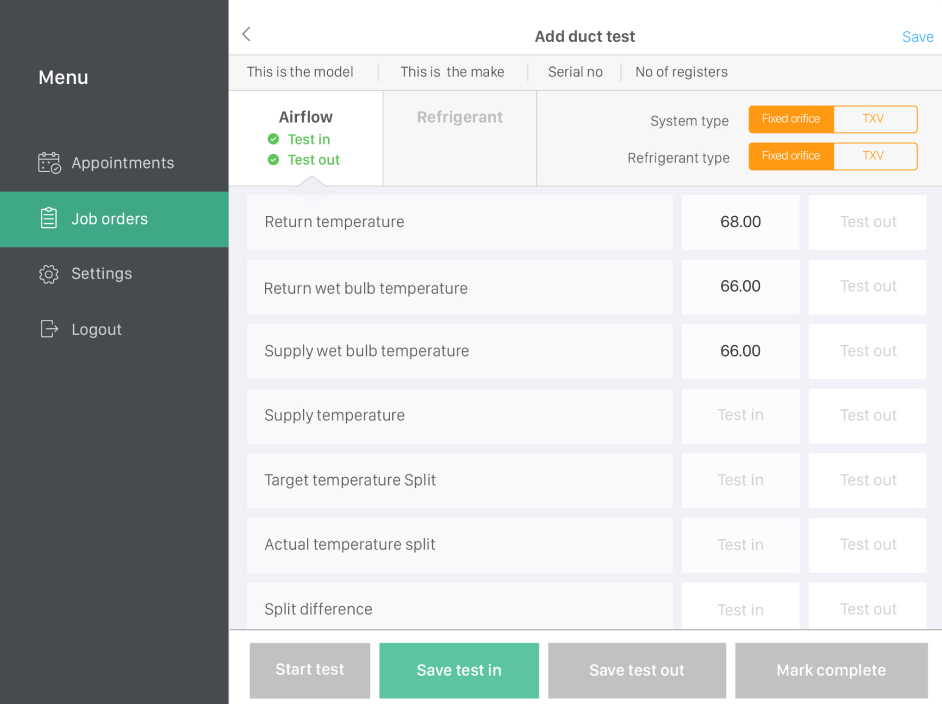 Add duct test
Save
Menu
Appointments
Job orders
Settings
Logout
This is the model
This is the make
Serial no
No of registers
Airflow
Test in
Test out
Refrigerant
System type
Fixed orifice
TXV
Refrigerant type
Fixed orifice
TXV
Return temperature
68.00
Test out
Return wet bulb temperature
66.00
Test out
Supply wet bulb temperature
66.00
Test out
Supply temperature
Test in
Test out
Target temperature Split
Test in
Test out
Actual temperature split
Test in
Test out
Split difference
Test in
Test out
Start test
Save test in
Save test out
Mark complete